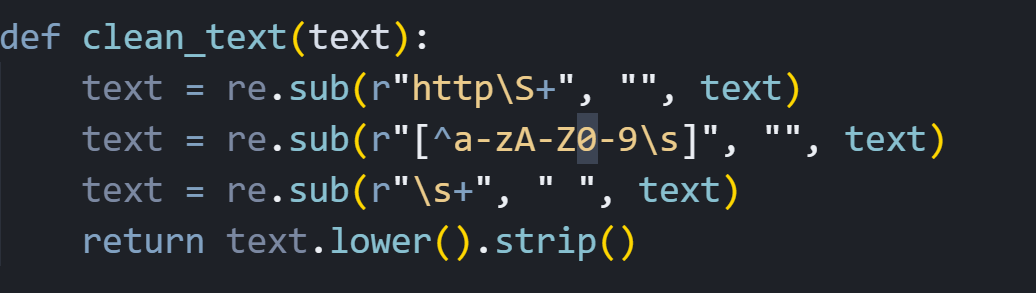 def clean_text(text):
    text = re.sub(r"http\S+", "", text)
    text = re.sub(r"[^a-zA-Z0-9\s]", "", text)
    text = re.sub(r"\s+", " ", text)
    return text.lower().strip()